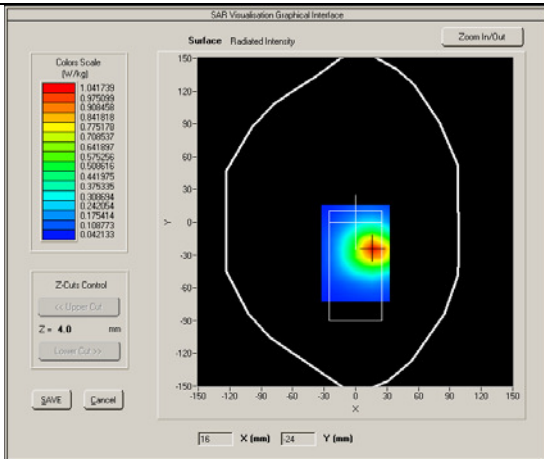 SAR Visualisation Graphical Interface
Surface Radiated Intensity
Zoom In/Out
Colors Scale
(W/kg)
1.041739
0.975099
0.908458
0.841818
0.775178
0.708537
0.641897
0.575256
0.508616
0.441975
0.375335
0.308694
0.242054
0.175414
0.108773
0.042133
Z-Cuts Control
<< Upper Cut
Z = 4.0 mm
Lower Cut >>
SAVE Cancel
150
120
90
60
30
0
-30
-60
-90
-120
-150
Y
-150 -120 -90 -60 -30 0 30 60 90 120 150
X
16 X (mm) -24 Y (mm)